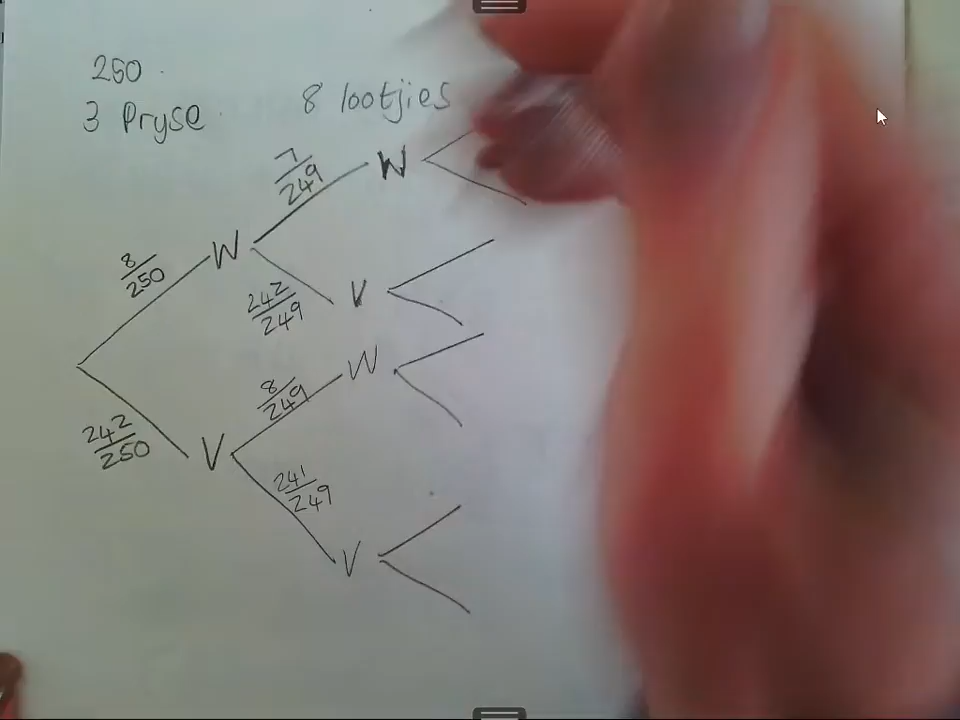 250
3 Pryse
8 lootjies
7/249
W
8/250
W
242/249
V
8/249
W
242/250
V
241/249
V